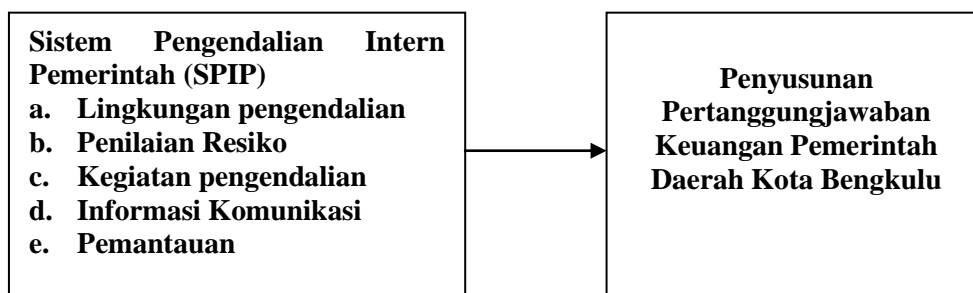 Sistem Pengendalian Intern
Pemerintah (SPIP)
a. Lingkungan pengendalian
b. Penilaian Resiko
c. Kegiatan pengendalian
d. Informasi Komunikasi
e. Pemantauan
Penyusunan
Pertanggungjawaban
Keuangan Pemerintah
Daerah Kota Bengkulu